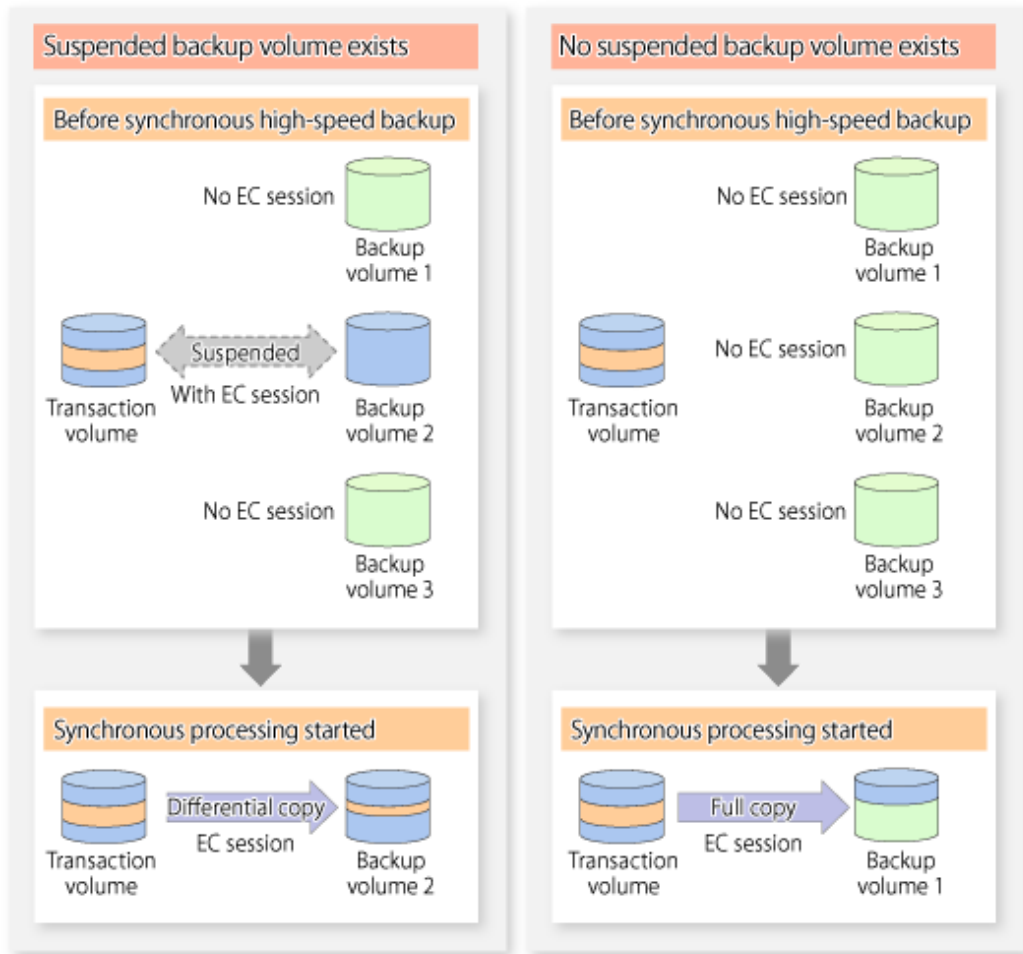 Suspended backup volume exists
Before synchronous high-speed backup
No EC session
Backup
volume 1
Suspended
With EC session
Transaction
volume
Backup
volume 2
No EC session
Backup
volume 3
Synchronous processing started
Differential copy
EC session
Transaction
volume
Backup
volume 2
No suspended backup volume exists
Before synchronous high-speed backup
No EC session
Backup
volume 1
No EC session
Transaction
volume
Backup
volume 2
No EC session
Backup
volume 3
Synchronous processing started
Full copy
EC session
Transaction
volume
Backup
volume 1